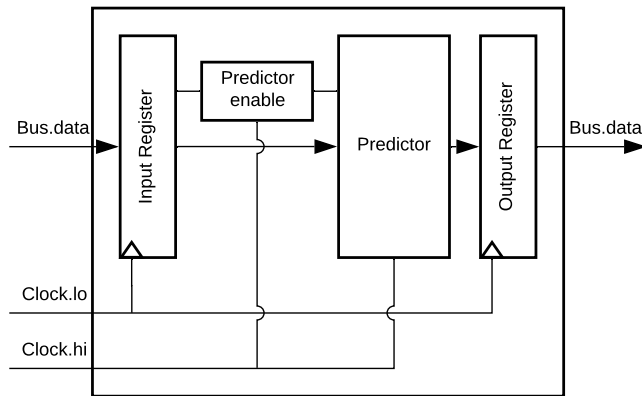 Predictor
enable
Bus.data
Input Register
Predictor
Output Register
Bus.data
Clock.lo
Clock.hi